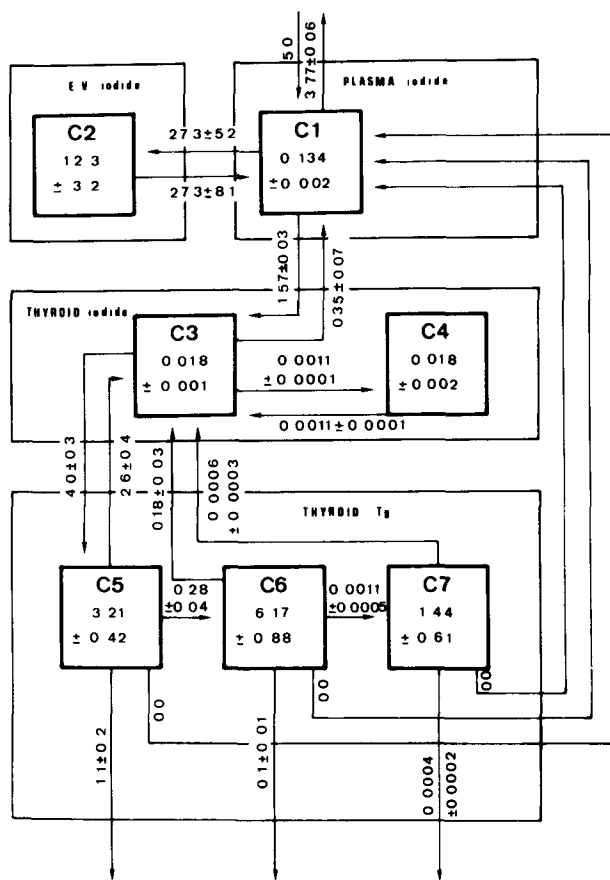 5 0
3 77±0 06
E V iodide
PLASMA iodide
C2
1 2 3
± 3 2
27 3±5 2
27 3±8 1
C1
0 134
±0 002
1 57±0 03
0 35±0 07
THYROID iodide
C3
0 018
± 0 001
0 0011
± 0 0001
0 0011±0 0001
C4
0 018
± 0 002
4 0±0 3
2 6±0 4
0 18±0 03
0 0006
±0 0003
THYROID Tg
C5
3 21
± 0 42
0 28
±0 04
C6
6 17
± 0 88
0 0011
±0 0005
C7
1 44
± 0 61
0 0
0 0
0 0
1 1±0 2
0 1±0 01
0 0004
±0 0002